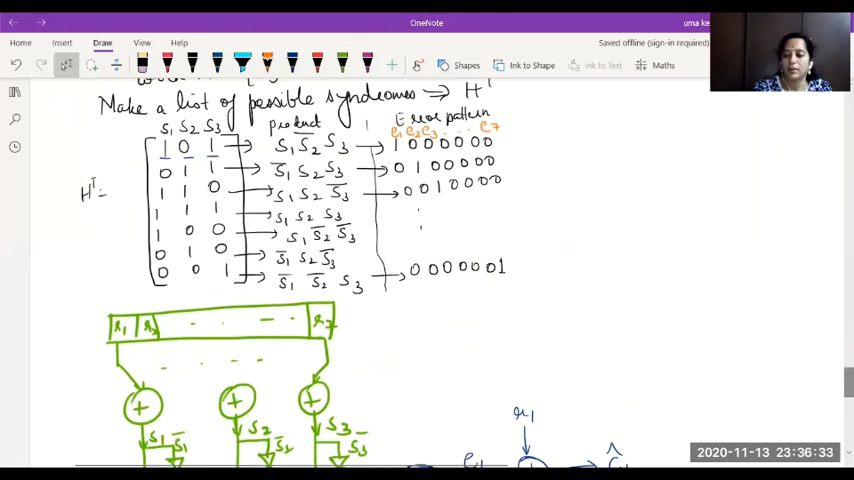 OneNote
uma ke
Home Insert Draw View Help
Saved offline (sign-in required)
Shapes Ink to Shape Ink to Text Maths
Make a list of possible syndromes → Hᵀ
S₁ S₂ S₃ product Error pattern
e₁ e₂ e₃ . . . . e₇
1 0 1 → S₁ S̅₂ S₃ → 1 0 0 0 0 0 0
0 1 1 → S̅₁ S₂ S₃ → 0 1 0 0 0 0 0
1 1 0 → S₁ S₂ S̅₃ → 0 0 1 0 0 0 0
Hᵀ=
1 1 1 → S₁ S₂ S₃
1 0 0 → S₁ S̅₂ S̅₃
0 1 0 → S̅₁ S₂ S̅₃
0 0 1 → S̅₁ S̅₂ S₃ → 0 0 0 0 0 0 1
r₁ r₂ . . - . r₇
+ + +
S₁ S̅₁ S₂ S̅₂ S₃ S̅₃
r₁
2020-11-13 23:36:33